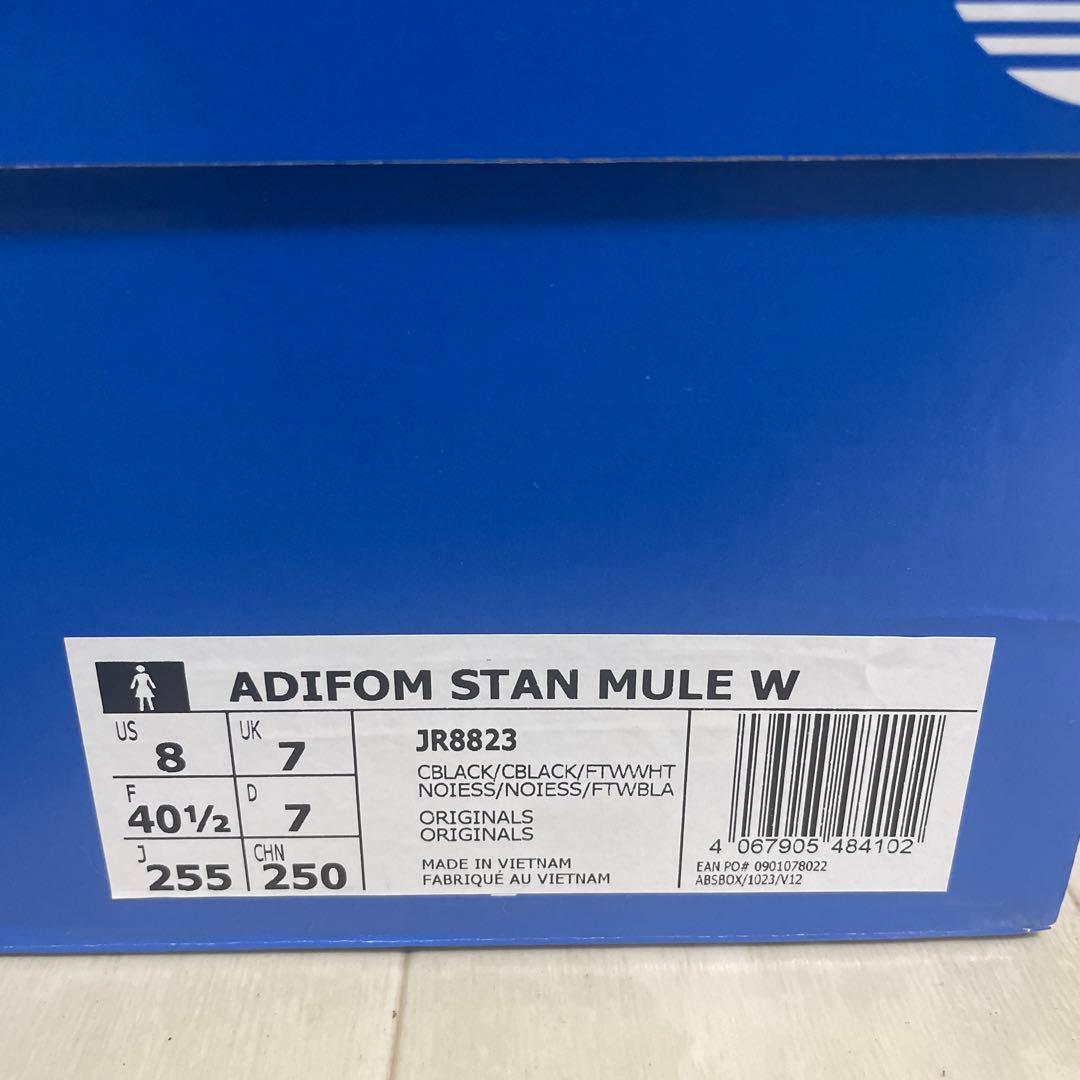 ADIFOM STAN MULE W
US 8 UK 7
F 40½ D 7
J 255 CHN 250
JR8823
CBLACK/CBLACK/FTWWHT
NOIESS/NOIESS/FTWBLA
ORIGINALS
ORIGINALS
MADE IN VIETNAM
FABRIQUÉ AU VIETNAM
4 067905 484102
EAN PO# 0901078022
ABSBOX/1023/V12